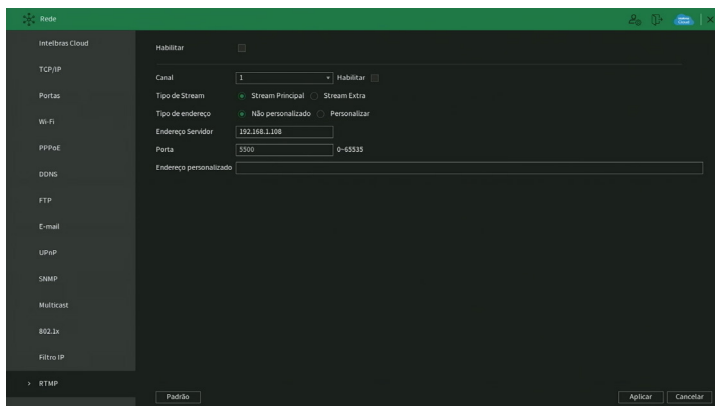 Rede
Intelbras Cloud
TCP/IP
Portas
Wi-Fi
PPPoE
DDNS
FTP
E-mail
UPnP
SNMP
Multicast
802.1x
Filtro IP
> RTMP
Habilitar
Canal 1 Habilitar
Tipo de Stream Stream Principal Stream Extra
Tipo de endereço Não personalizado Personalizar
Endereço Servidor 192.168.1.108
Porta 5500 0~65535
Endereço personalizado
Padrão Aplicar Cancelar